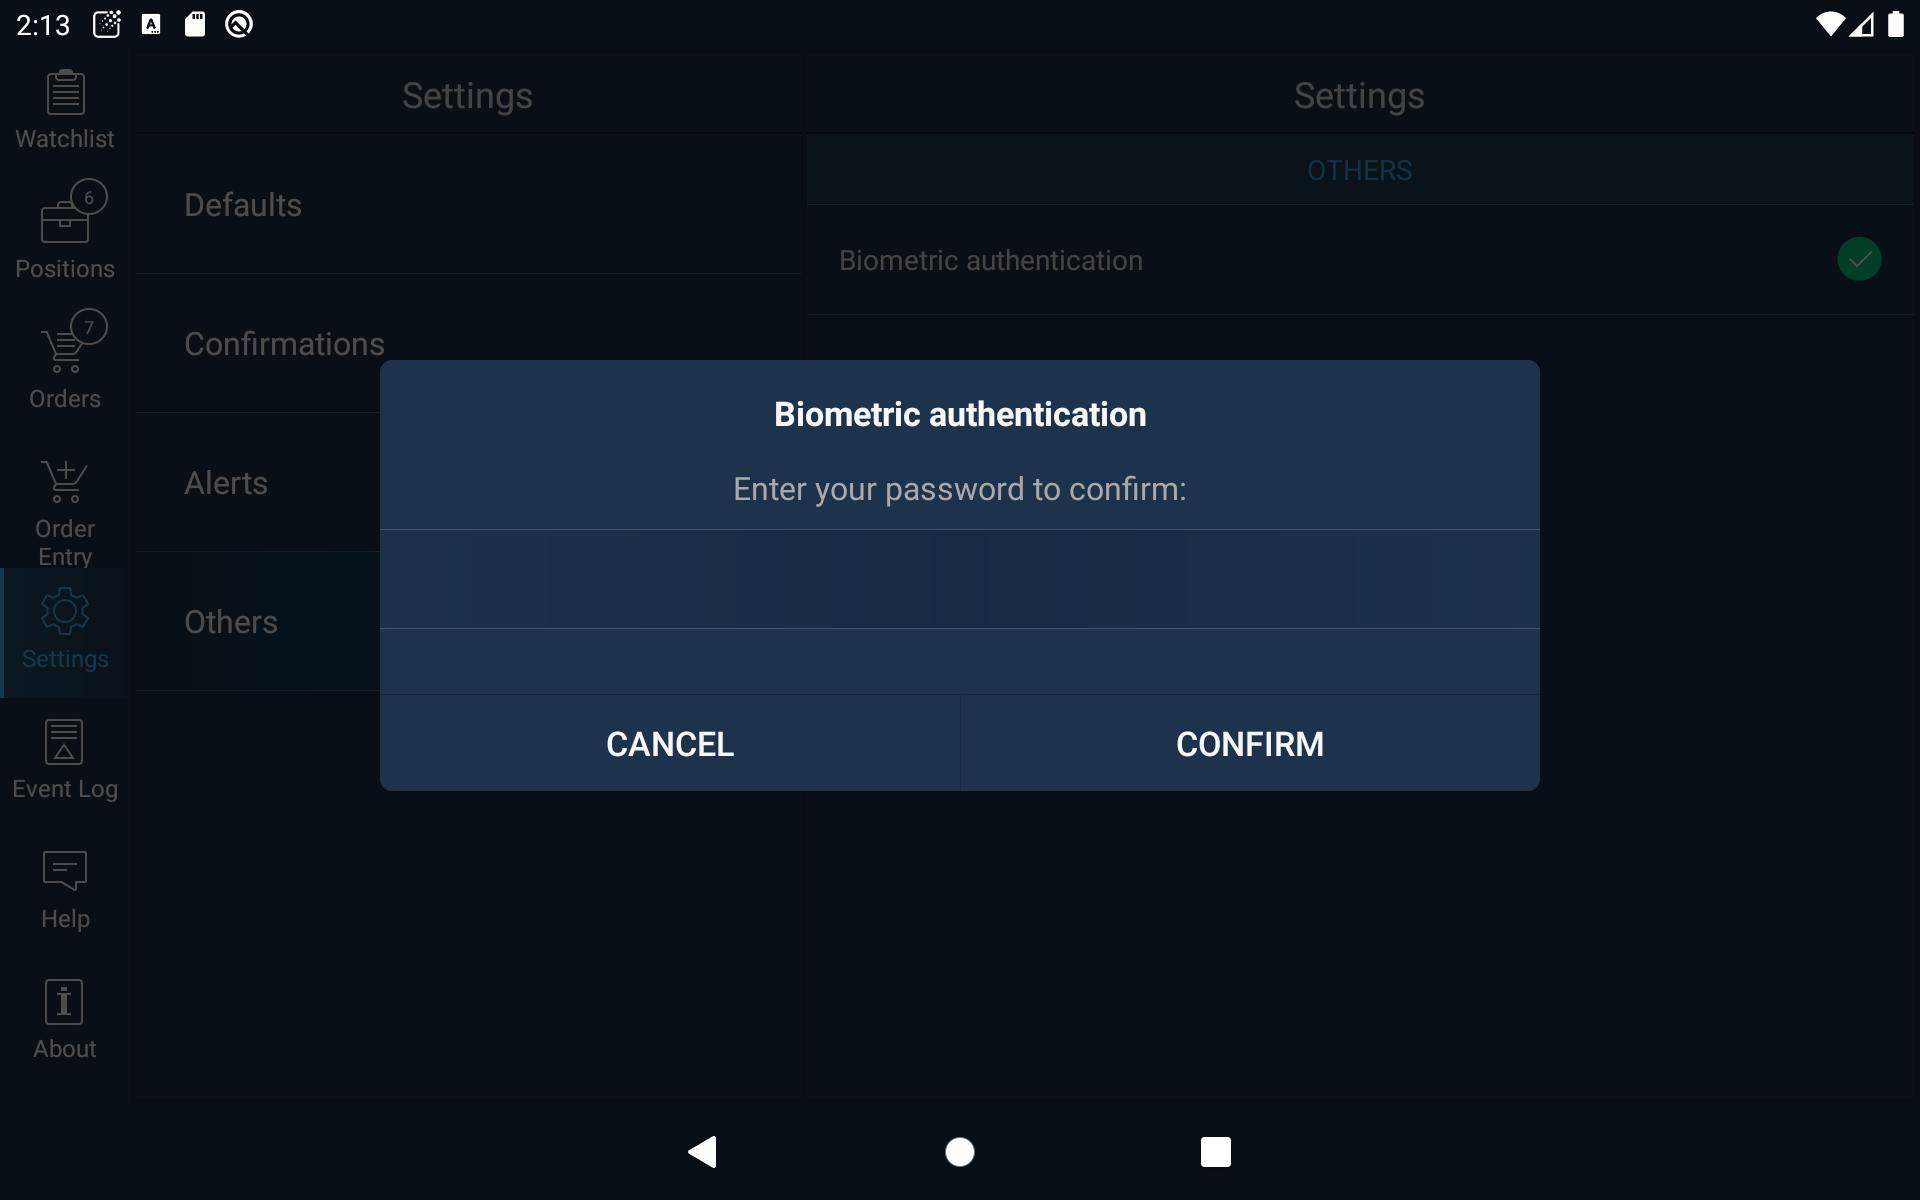 2:13
Watchlist
6
Positions
7
Orders
Order
Entry
Settings
Event Log
Help
About
Settings
Defaults
Confirmations
Alerts
Others
Settings
OTHERS
Biometric authentication
Biometric authentication
Enter your password to confirm:
CANCEL
CONFIRM